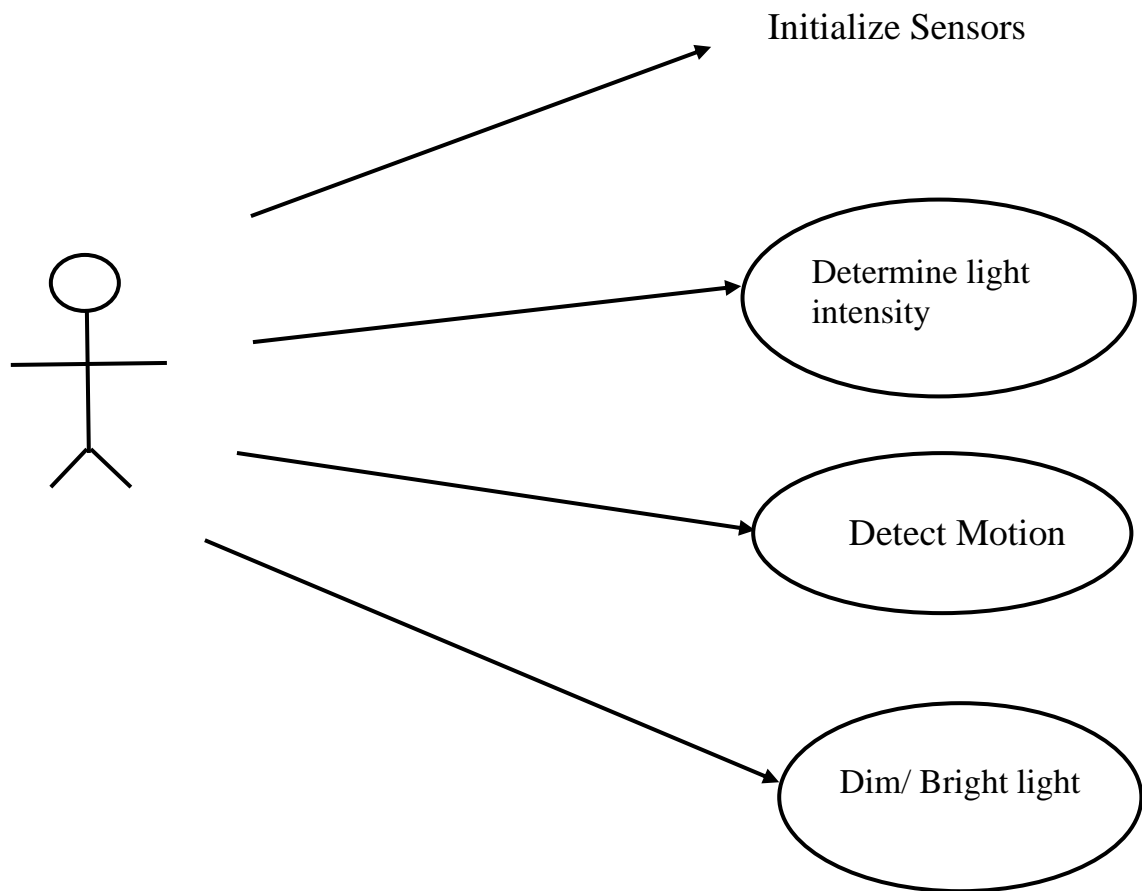 Initialize Sensors
Determine light
intensity
Detect Motion
Dim/ Bright light